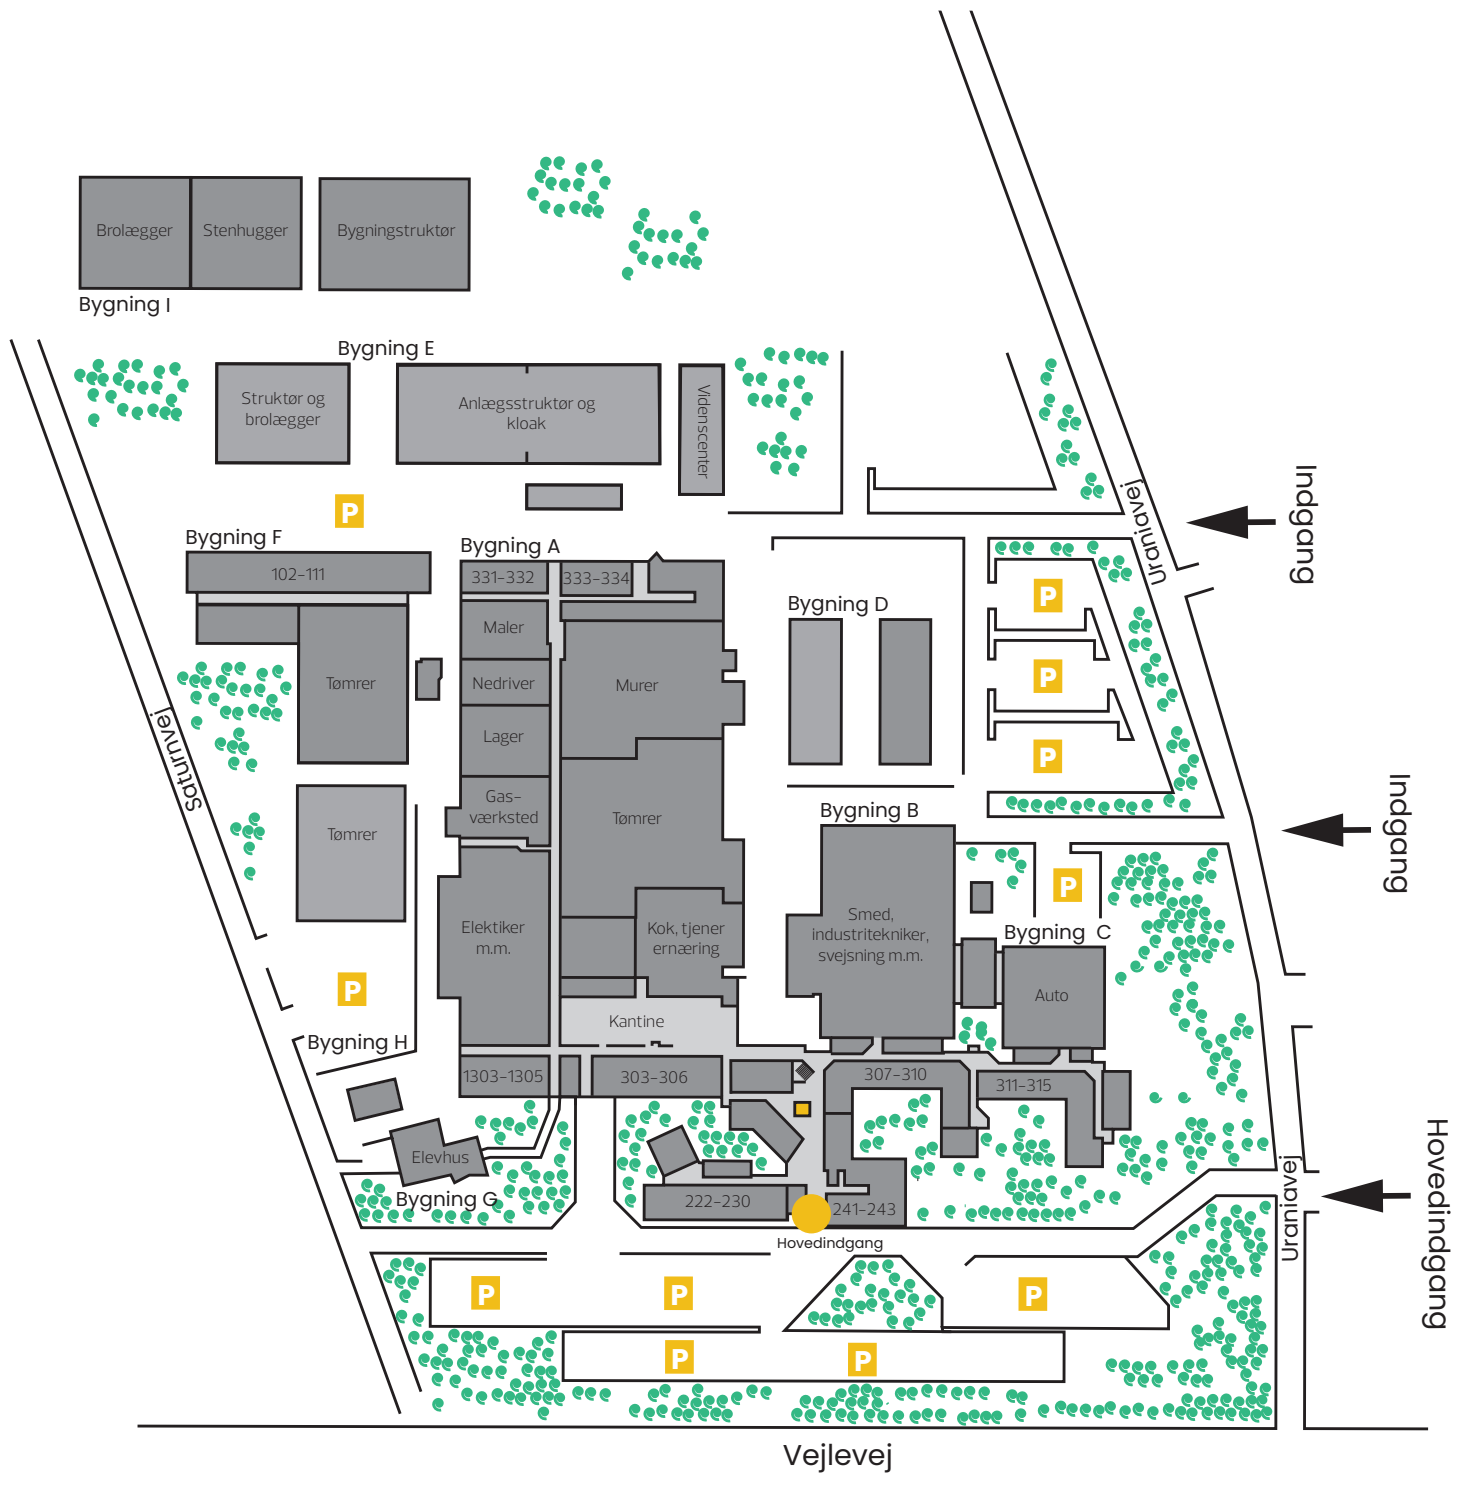 Brolægger
Stenhugger
Bygningstruktør
Bygning I
Bygning E
Struktør og
brolægger
Anlægsstruktør og
kloak
Videnscenter
P
Uraniavej
Indgang
Bygning F
102-111
Bygning A
331-332
333-334
Maler
Nedriver
Lager
Gas-
værksted
Murer
Tømrer
Tømrer
Tømrer
Saturnvej
Bygning D
P
P
P
Indgang
Bygning B
Smed,
industritekniker,
svejsning m.m.
P
Bygning C
Auto
Elektiker
m.m.
Kok, tjener
ernæring
Kantine
P
Bygning H
1303-1305
303-306
307-310
311-315
Elevhus
Bygning G
222-230
241-243
Hovedindgang
Uraniavej
Hovedindgang
P
P
P
P
P
Vejlevej